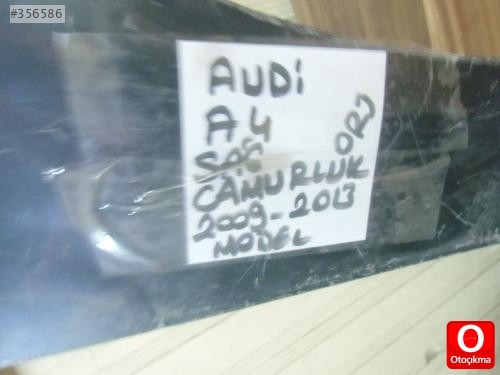 #356586
AUDİ
A4
SAĞ
ORJ
ÇAMURLUK
2009-2013
MODEL
O
Otoçıkma